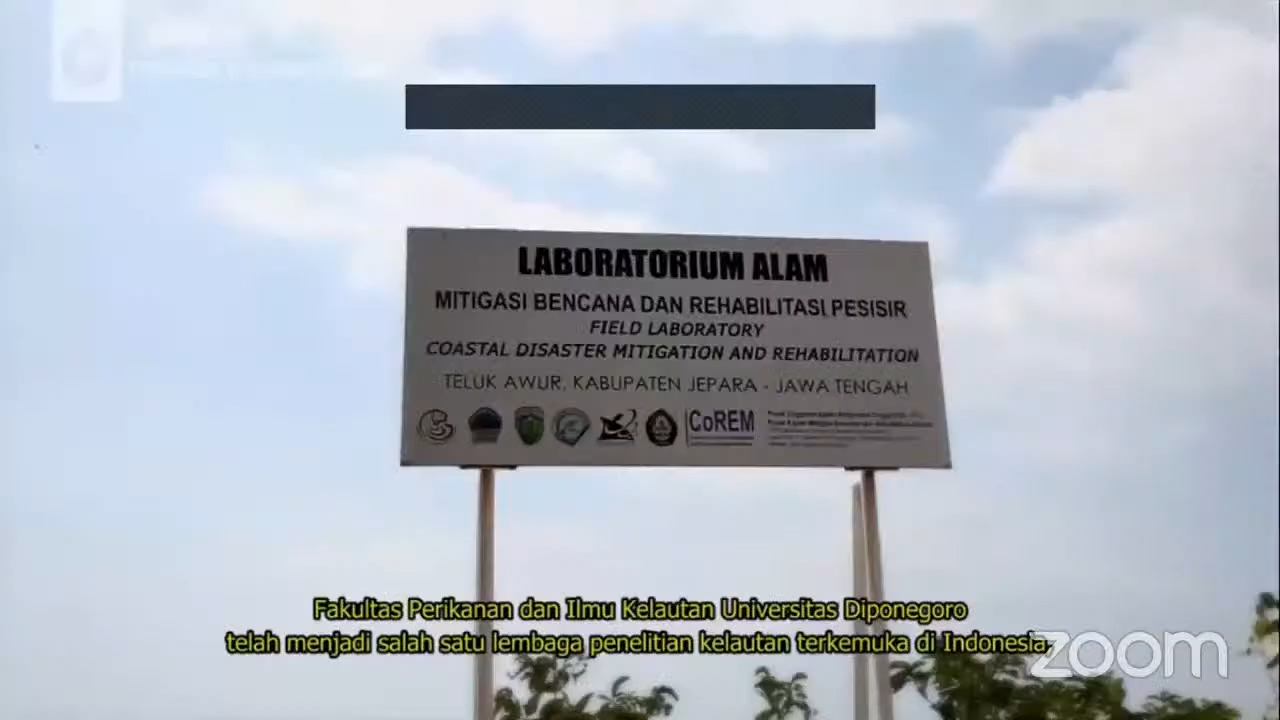 LABORATORIUM ALAM
MITIGASI BENCANA DAN REHABILITASI PESISIR
FIELD LABORATORY
COASTAL DISASTER MITIGATION AND REHABILITATION
TELUK AWUR, KABUPATEN JEPARA - JAWA TENGAH
CoREM
Fakultas Perikanan dan Ilmu Kelautan Universitas Diponegoro
telah menjadi salah satu lembaga penelitian kelautan terkemuka di Indonesia,
zoom